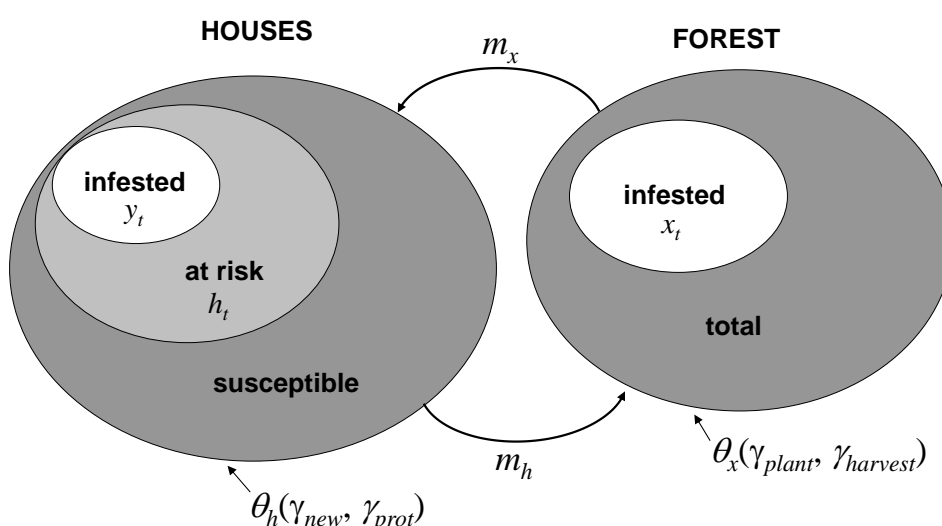 HOUSES
FOREST
m_x
infested
y_t
infested
x_t
at risk
h_t
total
susceptible
m_h
θ_x(γ_plant, γ_harvest)
θ_h(γ_new, γ_prot)